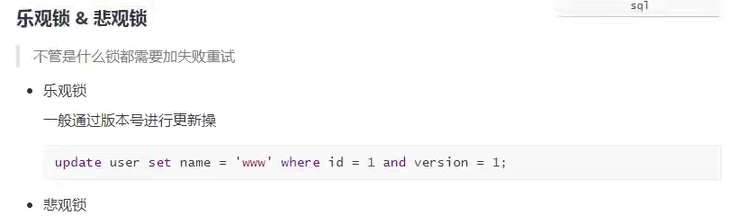 sql
乐观锁 & 悲观锁
不管是什么锁都需要加失败重试
乐观锁
一般通过版本号进行更新操
update user set name = 'www' where id = 1 and version = 1;
悲观锁